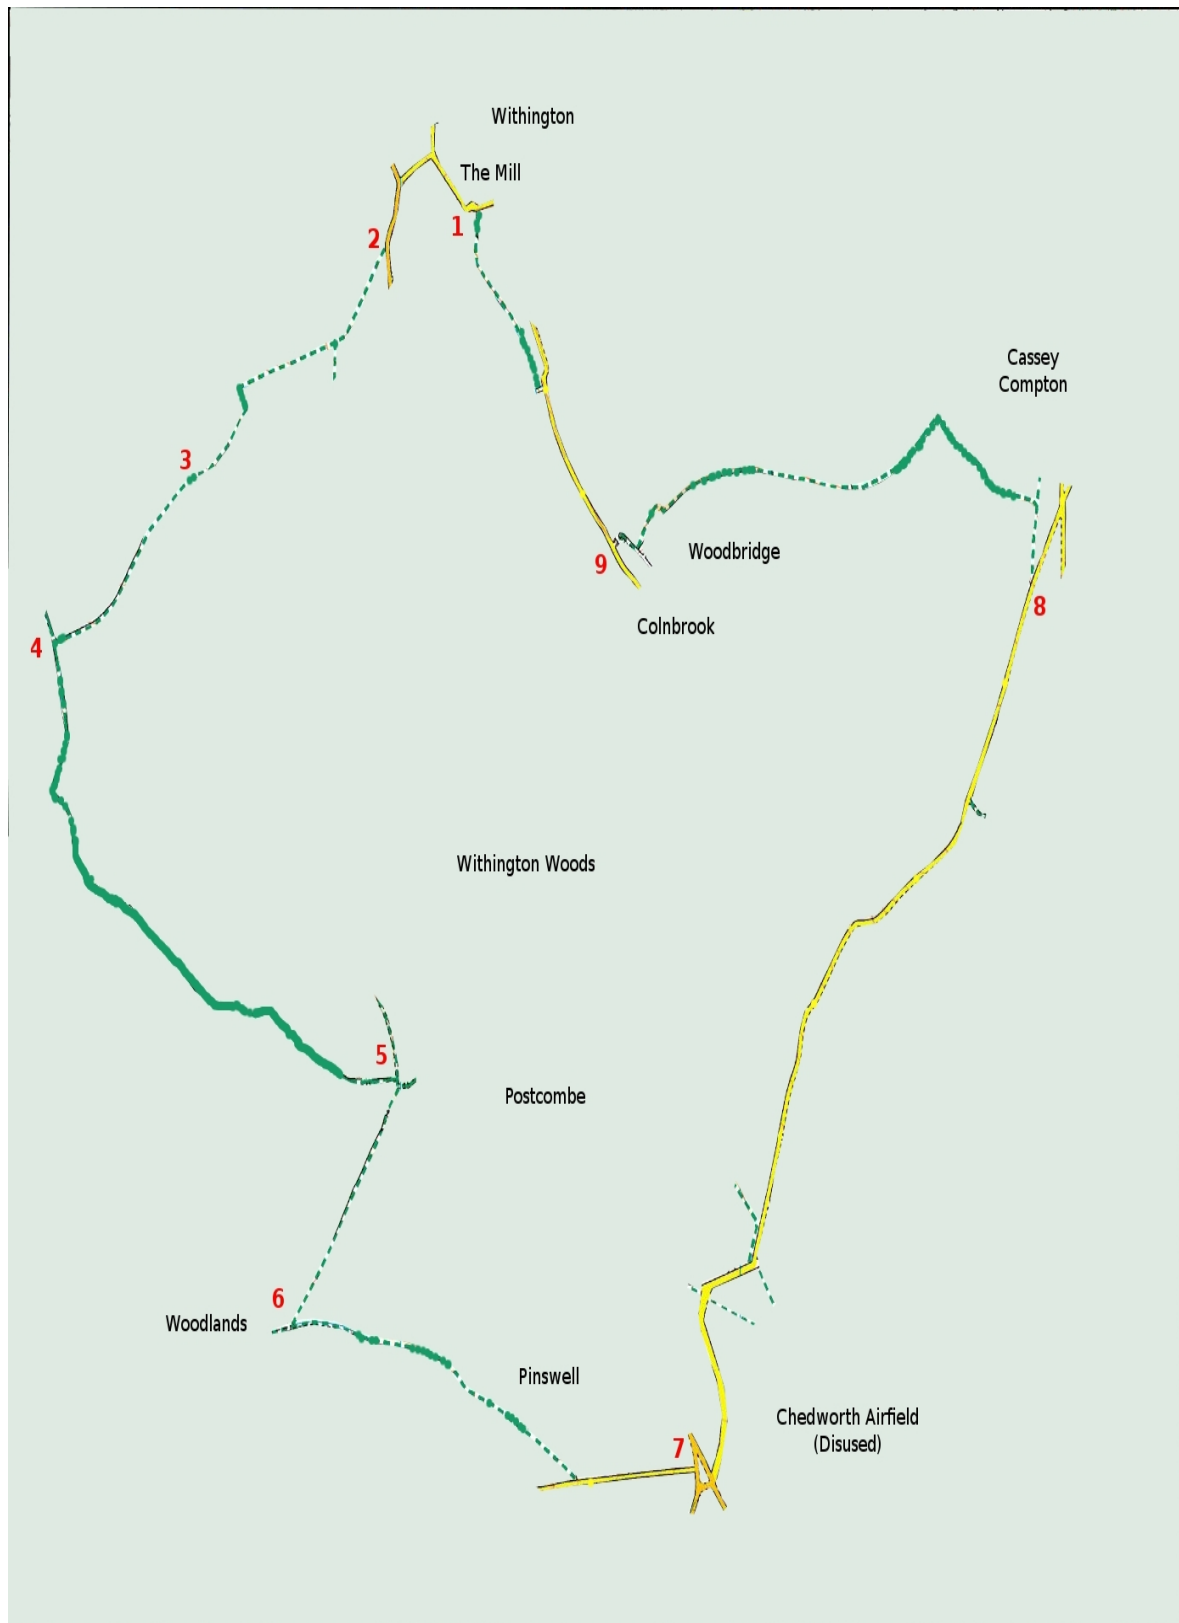 Withington
The Mill
1
2
Cassey
Compton
3
Woodbridge
9
8
Colnbrook
4
Withington Woods
5
Postcombe
6
Woodlands
Pinswell
Chedworth Airfield
(Disused)
7